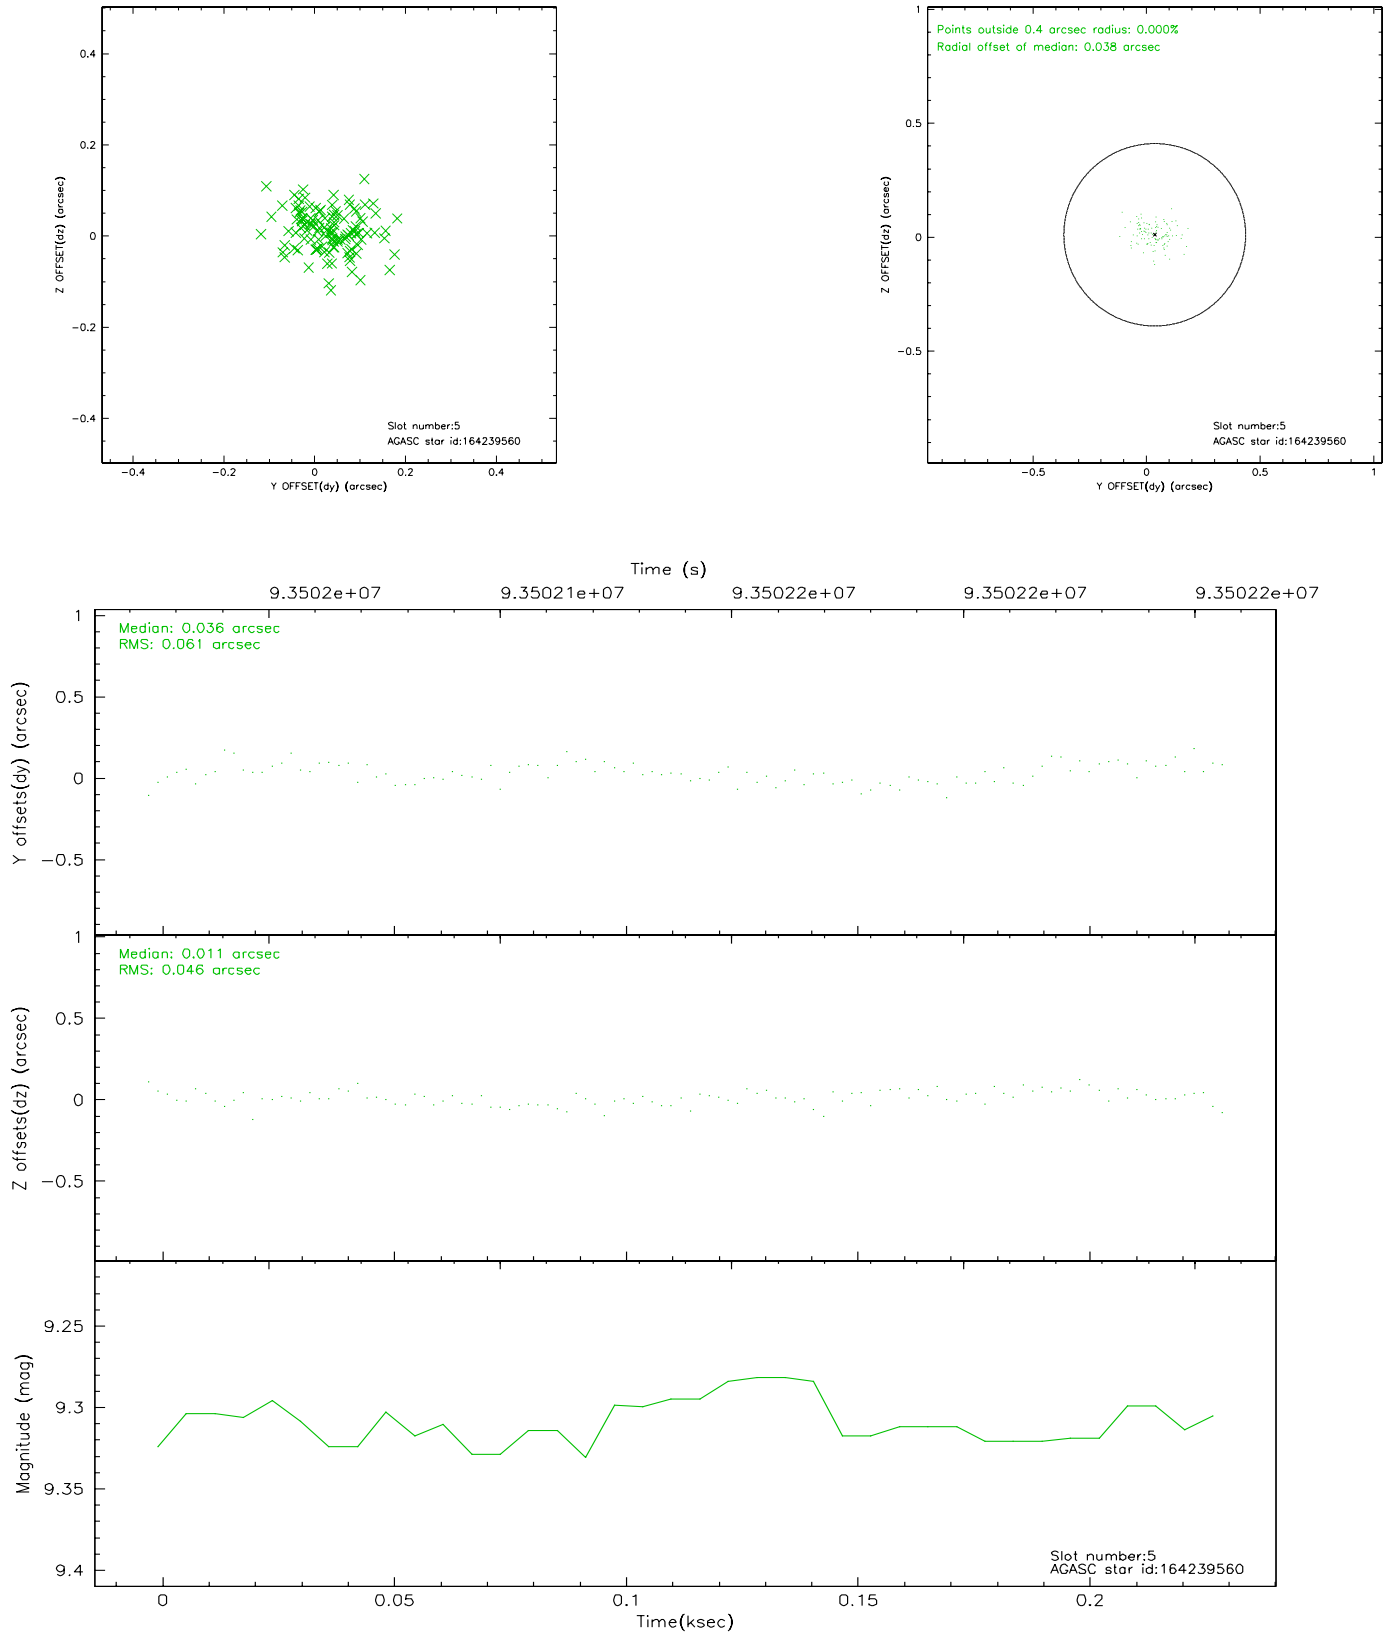 0.4
0.2
0
−0.2
−0.4
Z OFFSET(dz) (arcsec)
Slot number:5
AGASC star id:164239560
−0.4 −0.2 0 0.2 0.4
Y OFFSET(dy) (arcsec)
1
0.5
0
−0.5
Z OFFSET(dz) (arcsec)
Points outside 0.4 arcsec radius: 0.000%
Radial offset of median: 0.038 arcsec
Slot number:5
AGASC star id:164239560
−0.5 0 0.5 1
Y OFFSET(dy) (arcsec)
Time (s)
9.3502e+07 9.35021e+07 9.35022e+07 9.35022e+07 9.35022e+07
1
0.5
0
−0.5
Y offsets(dy) (arcsec)
Median: 0.036 arcsec
RMS: 0.061 arcsec
1
0.5
0
−0.5
Z offsets(dz) (arcsec)
Median: 0.011 arcsec
RMS: 0.046 arcsec
9.25
9.3
9.35
9.4
Magnitude (mag)
Slot number:5
AGASC star id:164239560
0 0.05 0.1 0.15 0.2
Time(ksec)